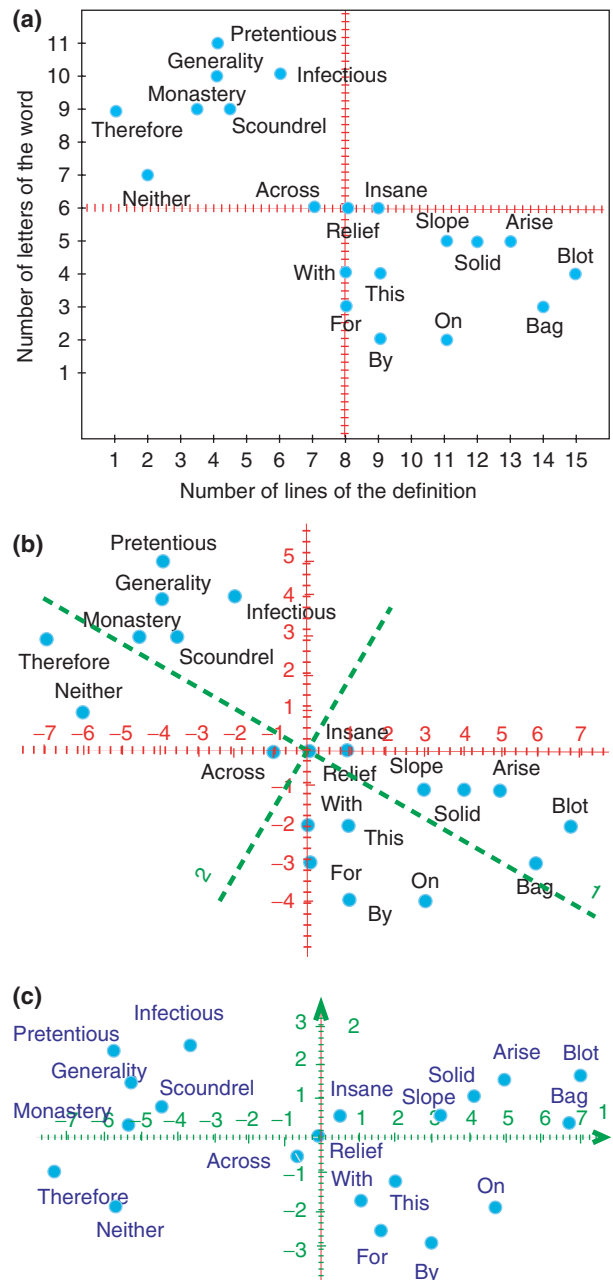 (a)
Number of letters of the word
11
10
9
8
7
6
5
4
3
2
1
Pretentious
Generality
Infectious
Monastery
Therefore
Scoundrel
Neither
Across
Insane
Relief
Slope
Arise
Solid
With
This
Blot
For
On
Bag
By
1 2 3 4 5 6 7 8 9 10 11 12 13 14 15
Number of lines of the definition
(b)
Pretentious
5
Generality
4
Infectious
Monastery
3
Therefore
Scoundrel
2
Neither
1
Insane
−7 −6 −5 −4 −3 −2 −1 1 2 3 4 5 6 7
Across
Relief
Slope
Arise
−1
Solid
With
Blot
−2
This
2
−3
For
On
Bag
1
−4
By
(c)
Infectious
3
2
Pretentious
Arise
Blot
2
Generality
Solid
Scoundrel
Insane
Slope
Bag
1
Monastery
−7 −6 −5 −4 −3 −2 −1 1 2 3 4 5 6 7 1
Across
Relief
−1
With
On
Therefore
This
−2
Neither
For
−3
By